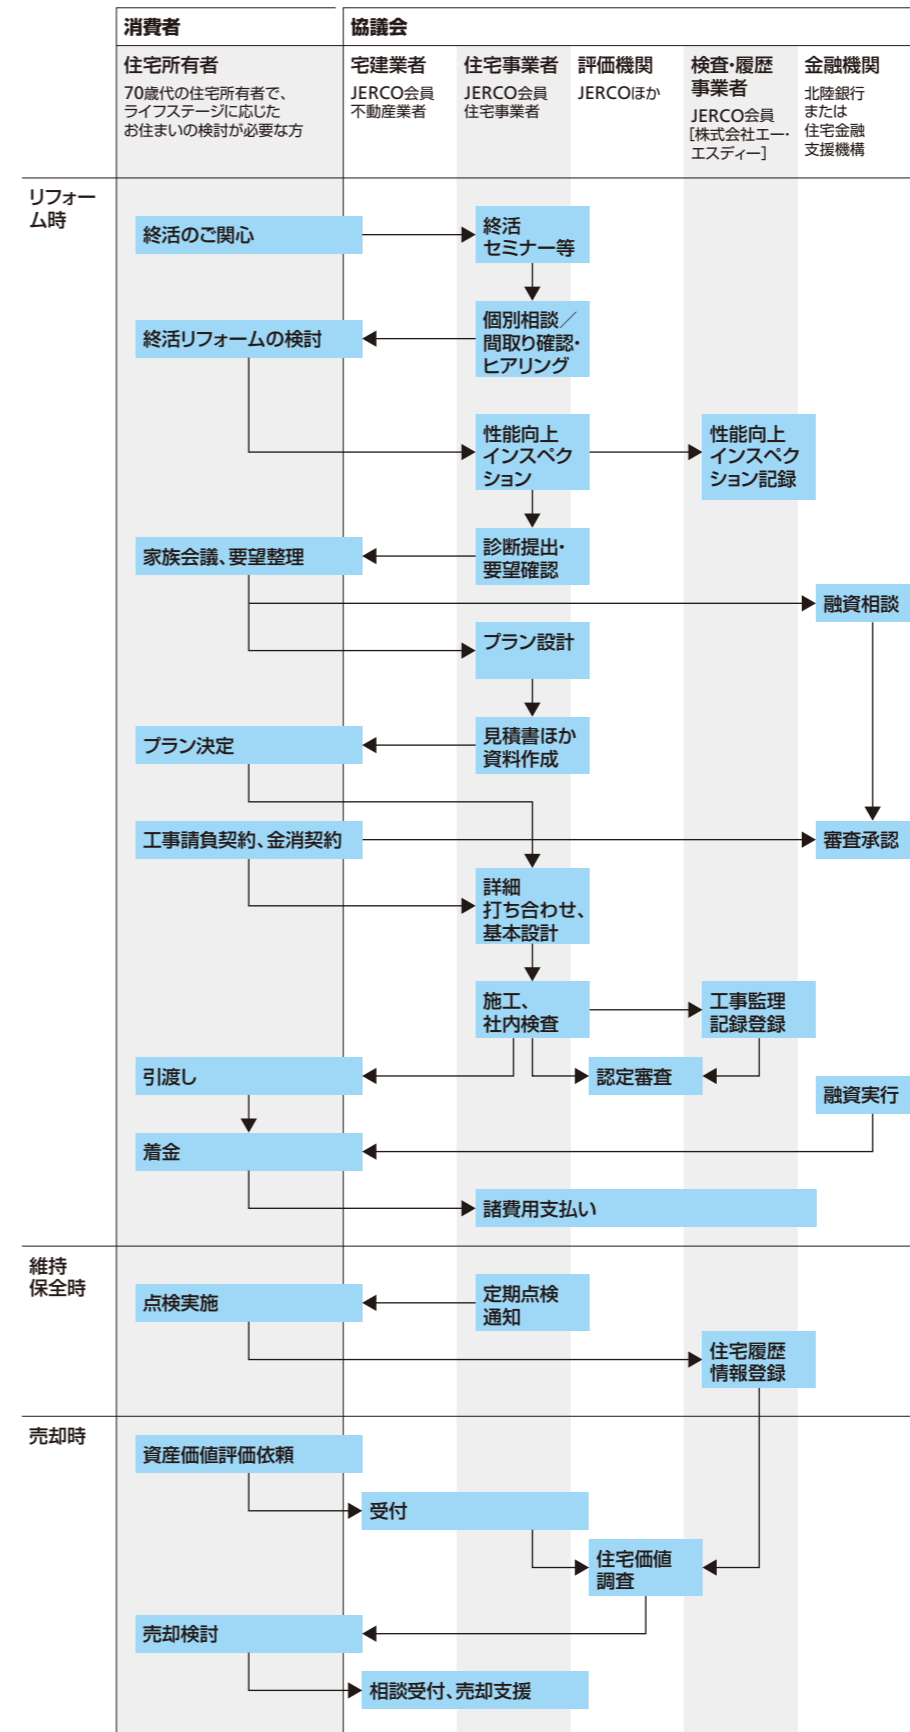 消費者
協議会
住宅所有者
70歳代の住宅所有者で、
ライフステージに応じた
お住まいの検討が必要な方
宅建業者
JERCO会員
不動産業者
住宅事業者
JERCO会員
住宅事業者
評価機関
JERCOほか
検査・履歴
事業者
JERCO会員
[株式会社エー・
エスディー]
金融機関
北陸銀行
または
住宅金融
支援機構
リフォー
ム時
終活のご関心
終活
セミナー等
個別相談／
間取り確認・
ヒアリング
終活リフォームの検討
性能向上
インスペク
ション
性能向上
インスペク
ション記録
診断提出・
要望確認
家族会議、要望整理
融資相談
プラン設計
見積書ほか
資料作成
プラン決定
工事請負契約、金消契約
審査承認
詳細
打ち合わせ、
基本設計
施工、
社内検査
工事監理
記録登録
引渡し
認定審査
融資実行
着金
諸費用支払い
維持
保全時
点検実施
定期点検
通知
住宅履歴
情報登録
売却時
資産価値評価依頼
受付
住宅価値
調査
売却検討
相談受付、売却支援